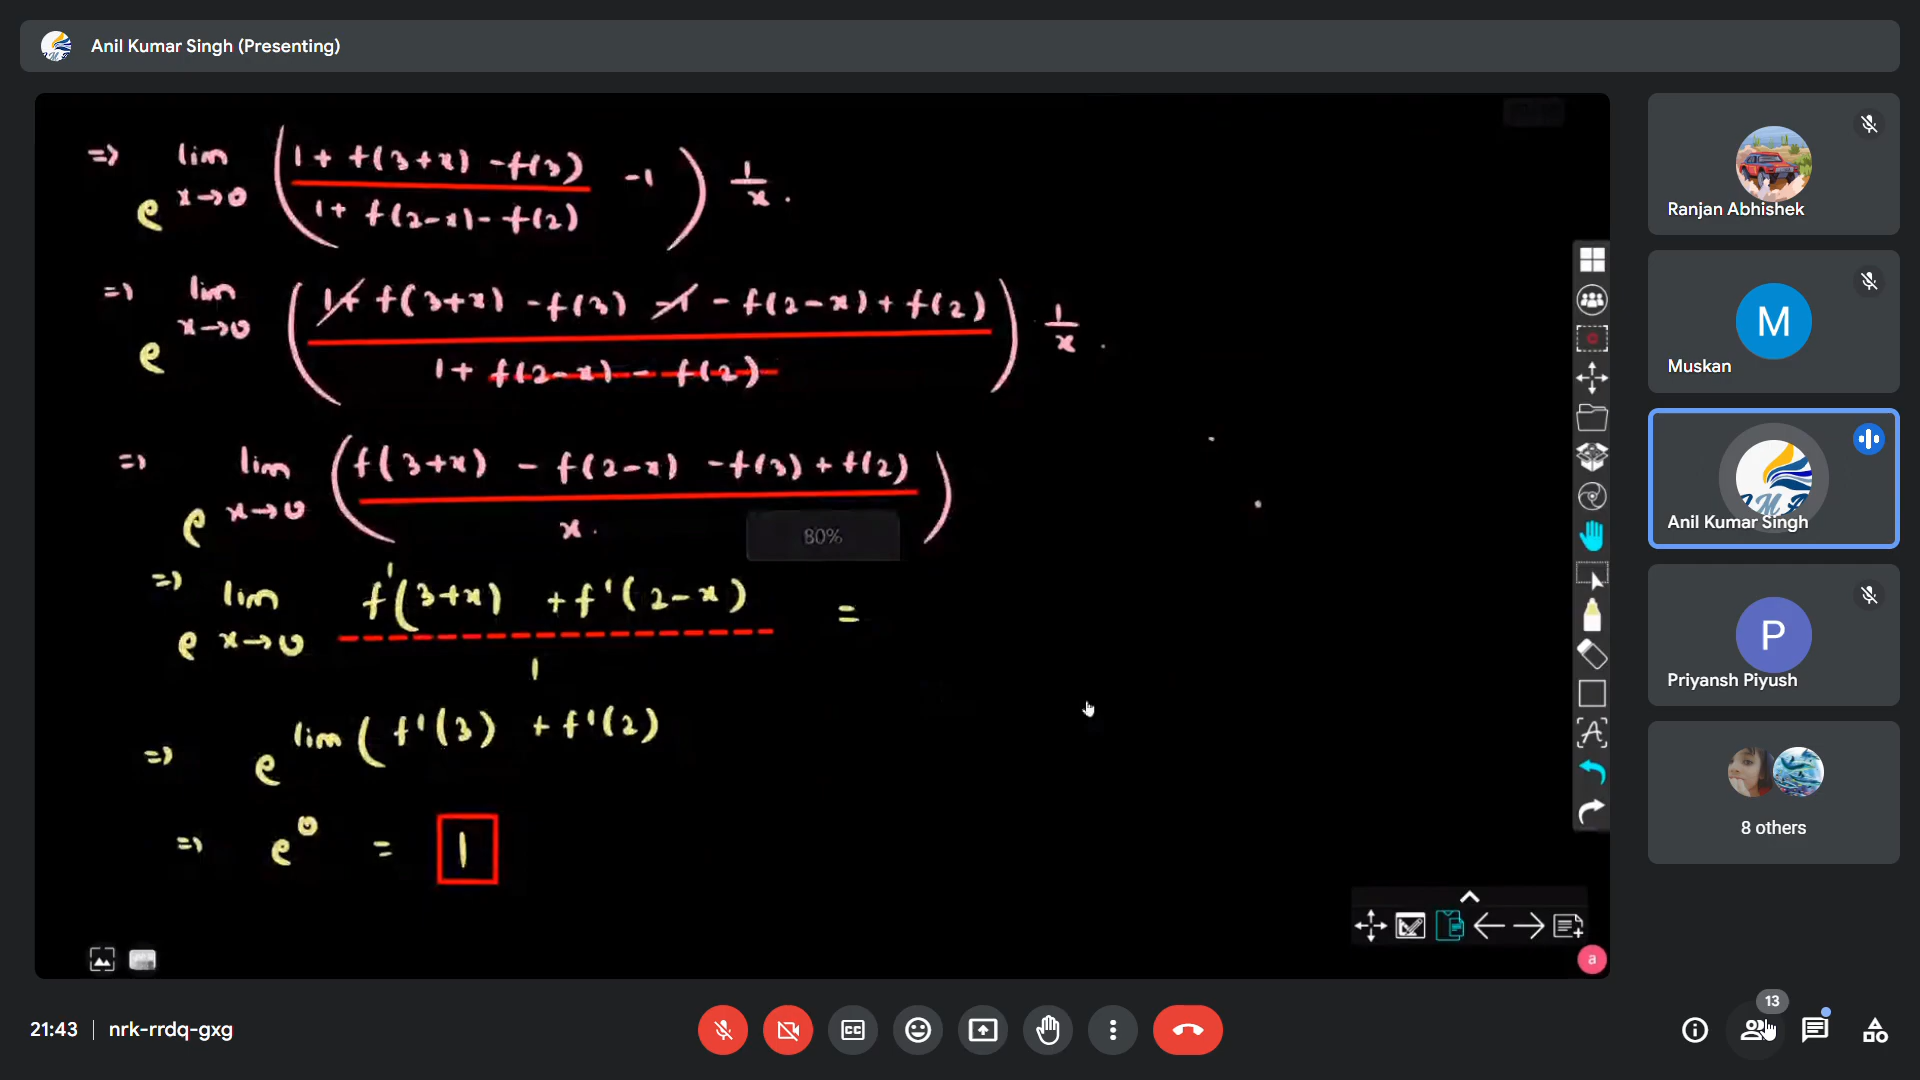 Anil Kumar Singh (Presenting)
=> e lim x→0 ( 1 + f(3+x) - f(3) / 1 + f(2-x) - f(2) - 1 ) 1/x .
=> e lim x→0 ( 1 + f(3+x) - f(3) - 1 - f(2-x) + f(2) / 1 + f(2-x) - f(2) ) 1/x .
=> e lim x→0 ( f(3+x) - f(2-x) - f(3) + f(2) / x . )
80%
=> e lim x→0 f'(3+x) + f'(2-x) / 1 =
=> e lim ( f'(3) + f'(2)
=> e 0 = 1
a
Ranjan Abhishek
M
Muskan
Anil Kumar Singh
P
Priyansh Piyush
8 others
21:43 | nrk-rrdq-gxg
13